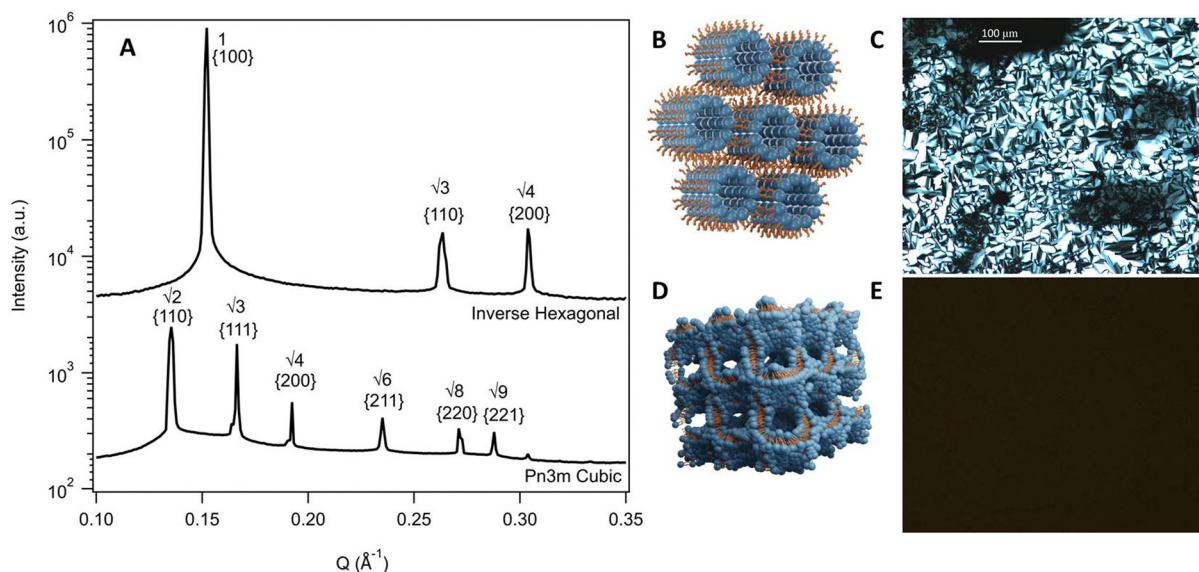 A
B
C
D
E
100 μm
10⁶
10⁵
10⁴
10³
10²
Intensity (a.u.)
1
{100}
√3
{110}
√4
{200}
Inverse Hexagonal
√2
{110}
√3
{111}
√4
{200}
√6
{211}
√8
{220}
√9
{221}
Pn3m Cubic
0.10
0.15
0.20
0.25
0.30
0.35
Q (Å⁻¹)